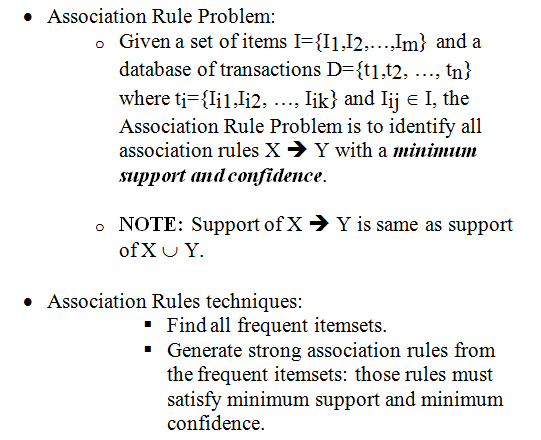 • Association Rule Problem:
o Given a set of items I={I1,I2,…,Im} and a
database of transactions D={t1,t2, …, tn}
where ti={Ii1,Ii2, …, Iik} and Iij ∈ I, the
Association Rule Problem is to identify all
association rules X ➔ Y with a minimum
support and confidence.
o NOTE: Support of X ➔ Y is same as support
of X ∪ Y.
• Association Rules techniques:
▪ Find all frequent itemsets.
▪ Generate strong association rules from
the frequent itemsets: those rules must
satisfy minimum support and minimum
confidence.